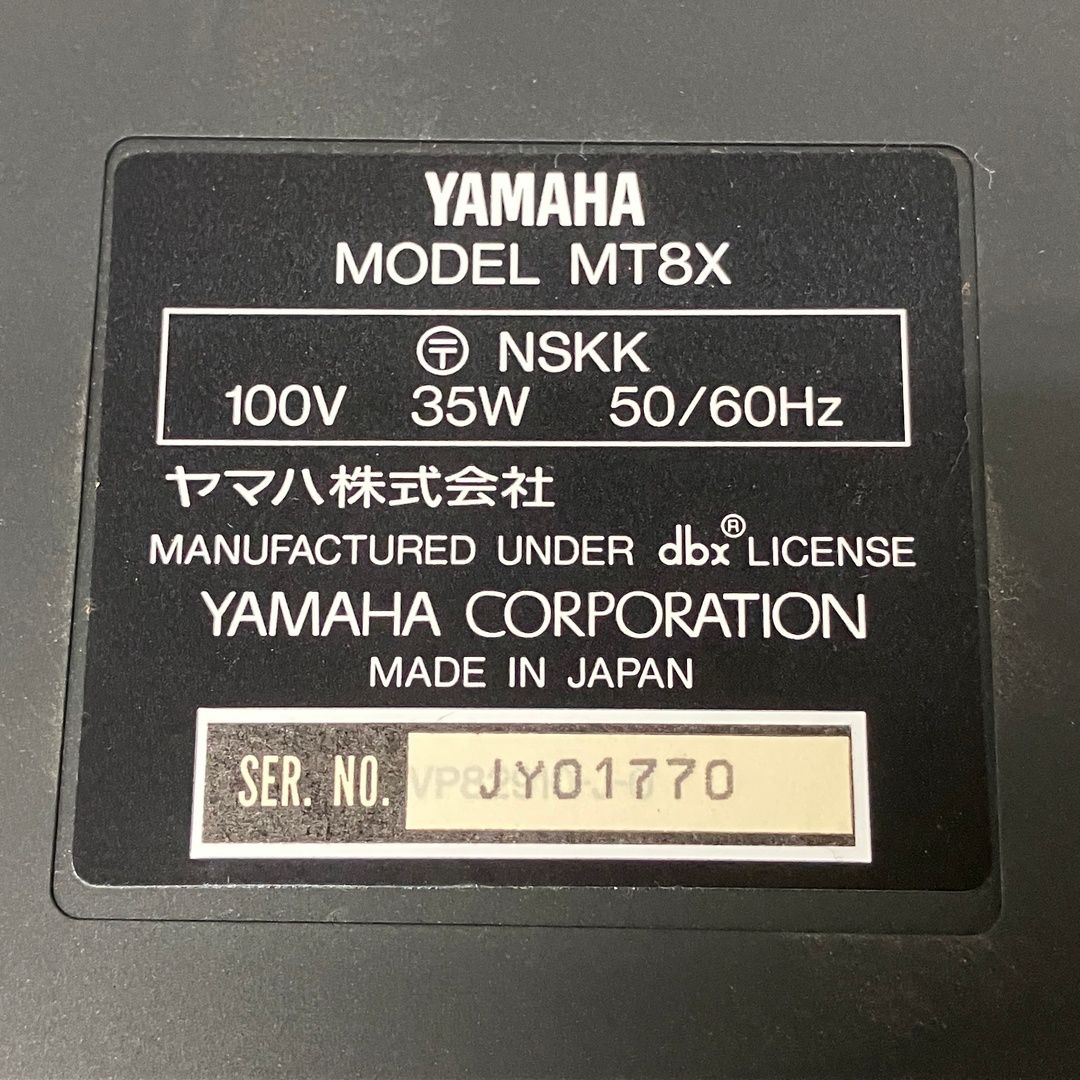 YAMAHA
MODEL MT8X
〶 NSKK
100V 35W 50/60Hz
ヤマハ株式会社
MANUFACTURED UNDER dbx® LICENSE
YAMAHA CORPORATION
MADE IN JAPAN
SER. NO. JY01770